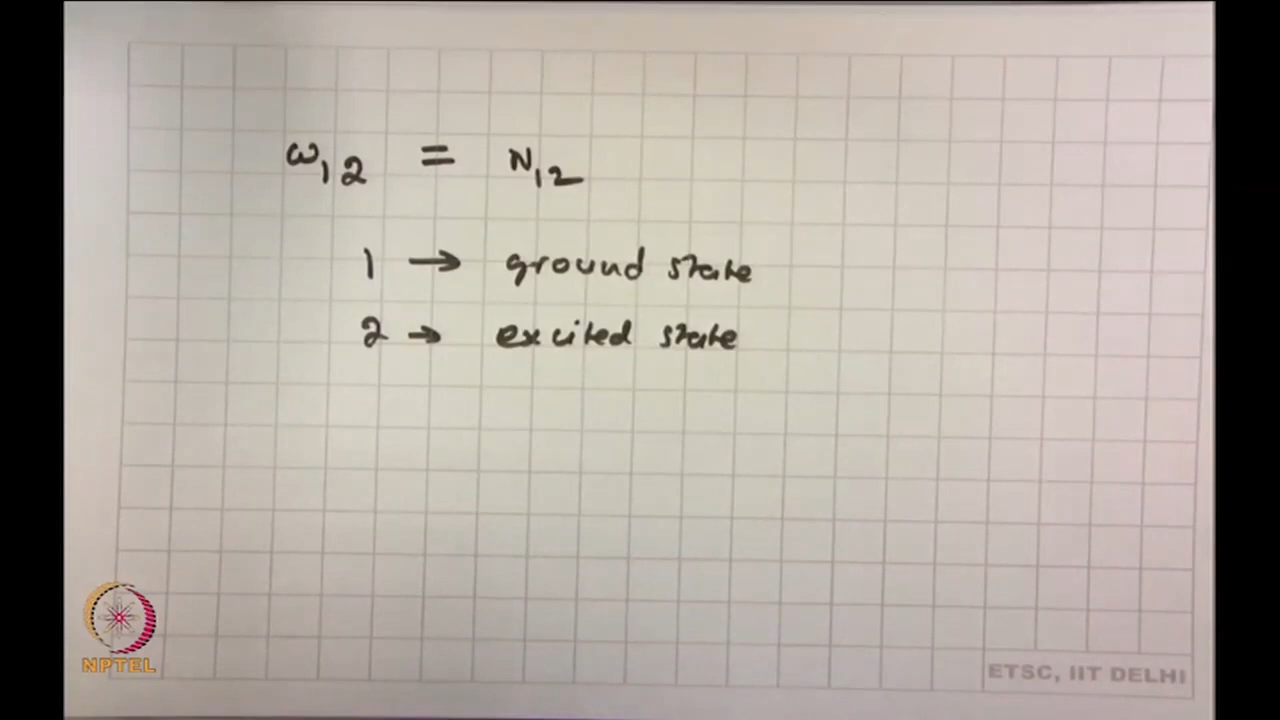 ω₁₂ = N₁₂
1 → ground state
2 → excited state
NPTEL
ETSC, IIT DELHI